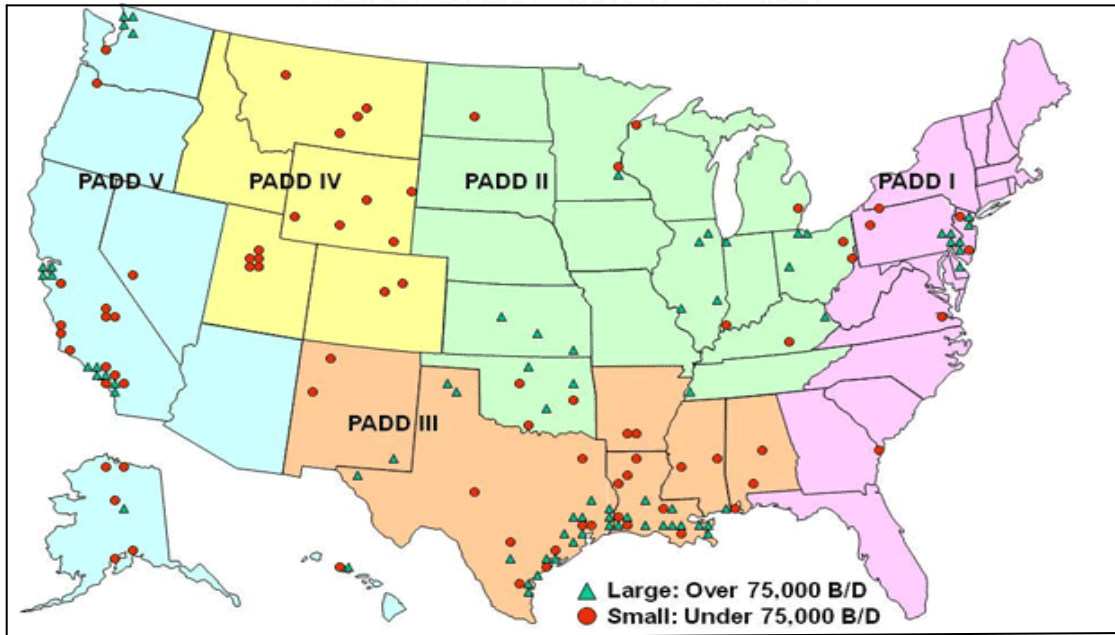 PADD V
PADD IV
PADD II
PADD I
PADD III
Large: Over 75,000 B/D
Small: Under 75,000 B/D